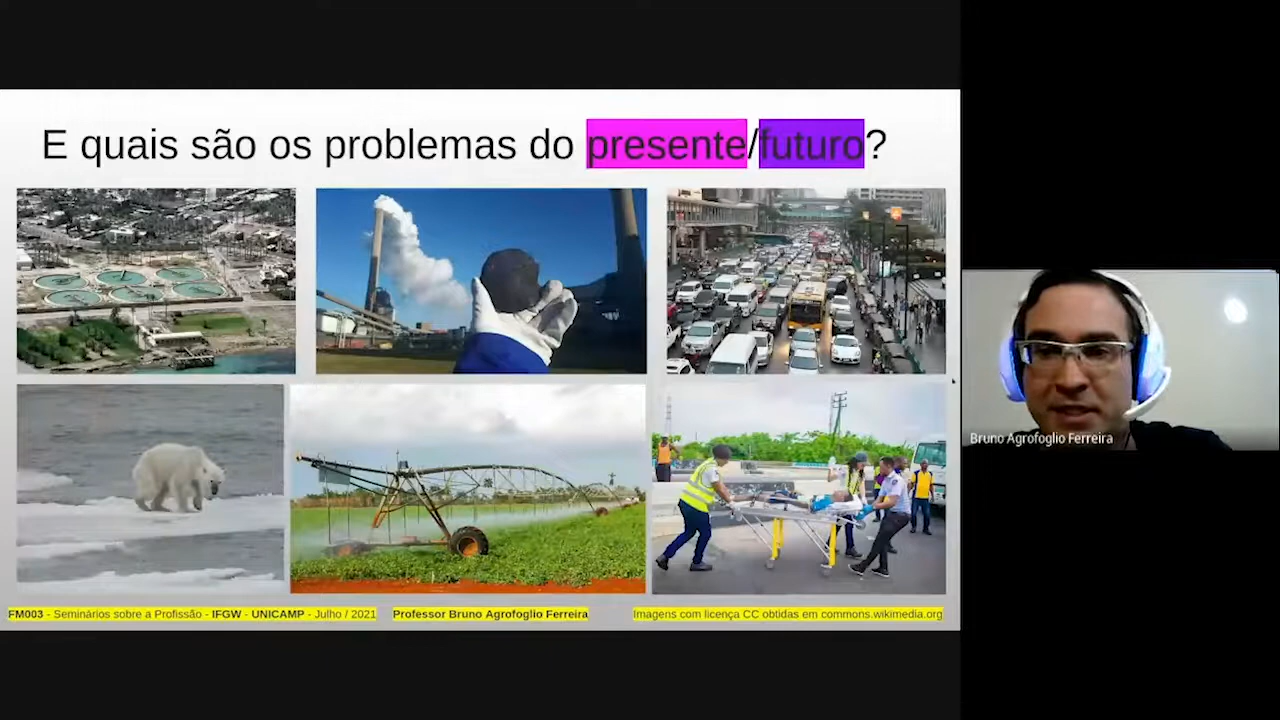 E quais são os problemas do presente/futuro?
Bruno Agrofoglio Ferreira
FM003 - Seminários sobre a Profissão - IFGW - UNICAMP - Julho / 2021
Professor Bruno Agrofoglio Ferreira
Imagens com licença CC obtidas em commons.wikimedia.org